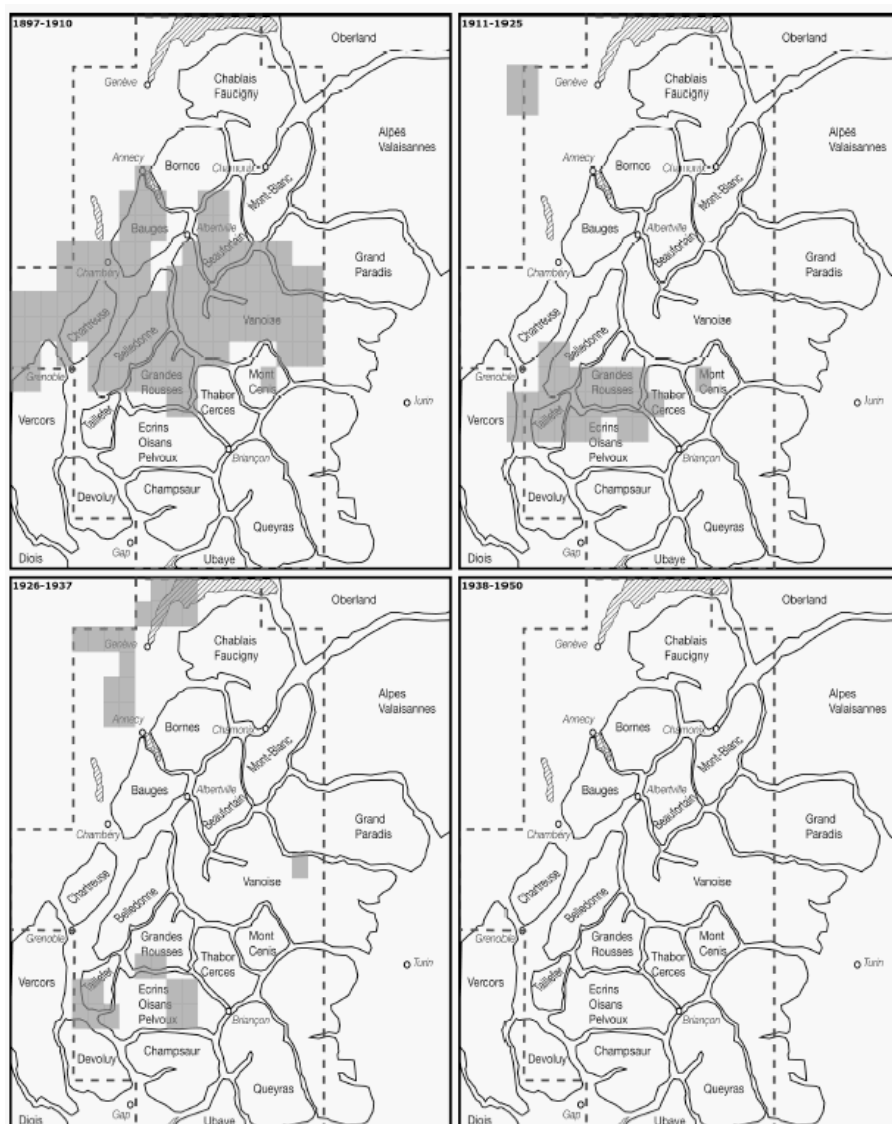 1897-1910
Oberland
Genève
Chablais
Faucigny
Alpes
Valaisannes
Annecy
Bornes
Chamonix
Mont-Blanc
Bauges
Albertville
Beaufortain
Grand
Paradis
Chambéry
Chartreuse
Belledonne
Vanoise
Grenoble
Grandes
Rousses
Mont
Cenis
Thabor
Cerces
Turin
Vercors
Taillefer
Ecrins
Oisans
Pelvoux
Briançon
Devoluy
Champsaur
Queyras
Gap
Diois
Ubaye
1911-1925
Oberland
Genève
Chablais
Faucigny
Alpes
Valaisannes
Annecy
Bornes
Chamonix
Mont-Blanc
Bauges
Albertville
Beaufortain
Grand
Paradis
Chambéry
Chartreuse
Belledonne
Vanoise
Grenoble
Grandes
Rousses
Mont
Cenis
Thabor
Cerces
Turin
Vercors
Taillefer
Ecrins
Oisans
Pelvoux
Briançon
Devoluy
Champsaur
Queyras
Gap
Diois
Ubaye
1926-1937
Oberland
Genève
Chablais
Faucigny
Alpes
Valaisannes
Annecy
Bornes
Chamonix
Mont-Blanc
Bauges
Albertville
Beaufortain
Grand
Paradis
Chambéry
Chartreuse
Belledonne
Vanoise
Grenoble
Grandes
Rousses
Mont
Cenis
Thabor
Cerces
Turin
Vercors
Taillefer
Ecrins
Oisans
Pelvoux
Briançon
Devoluy
Champsaur
Queyras
Gap
Diois
Ubaye
1938-1950
Oberland
Genève
Chablais
Faucigny
Alpes
Valaisannes
Annecy
Bornes
Chamonix
Mont-Blanc
Bauges
Albertville
Beaufortain
Grand
Paradis
Chambéry
Chartreuse
Belledonne
Vanoise
Grenoble
Grandes
Rousses
Mont
Cenis
Thabor
Cerces
Turin
Vercors
Taillefer
Ecrins
Oisans
Pelvoux
Briançon
Devoluy
Champsaur
Queyras
Gap
Diois
Ubaye